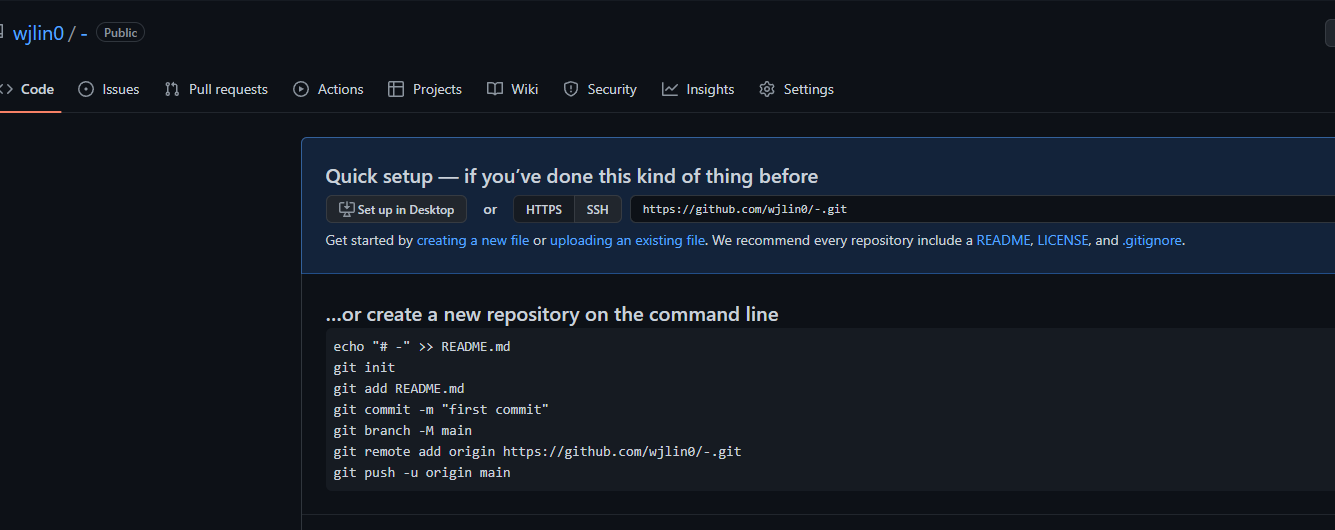 wjlin0 / - Public
Code Issues Pull requests Actions Projects Wiki Security Insights Settings
Quick setup — if you’ve done this kind of thing before
Set up in Desktop or HTTPS SSH https://github.com/wjlin0/-.git
Get started by creating a new file or uploading an existing file. We recommend every repository include a README, LICENSE, and .gitignore.
…or create a new repository on the command line
echo "# -" >> README.md
git init
git add README.md
git commit -m "first commit"
git branch -M main
git remote add origin https://github.com/wjlin0/-.git
git push -u origin main